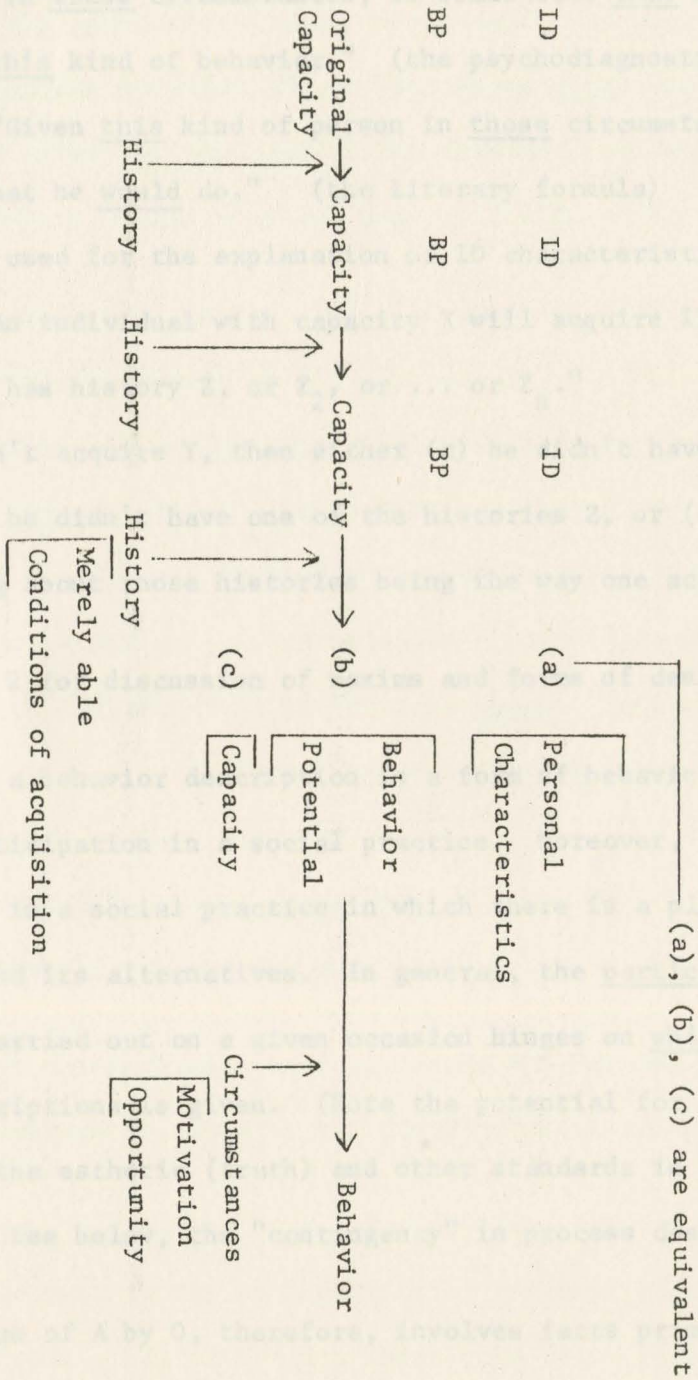 (a), (b)), (c) are equivalent
ID ID ID (a) Personal
Characteristics
BP BP BP
Behavior
Original Capacity Capacity Capacity (b) Behavior
Potential
(c) Capacity Circumstances
Mitivation
History History History Opportunity
Merely able
Conditions of acquisition